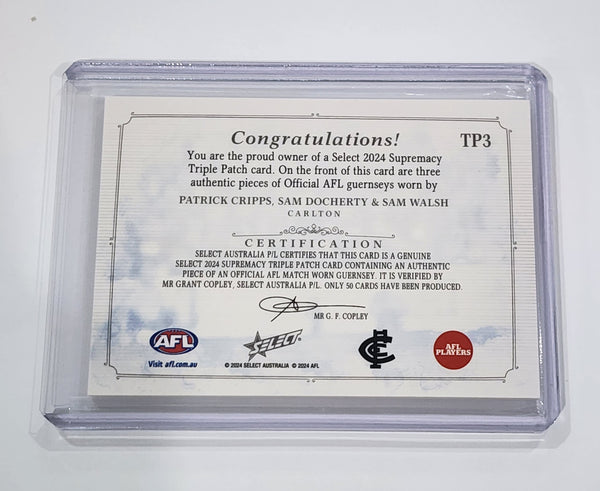 Congratulations!
TP3
You are the proud owner of a Select 2024 Supremacy
Triple Patch card. On the front of this card are three
authentic pieces of Official AFL guernseys worn by
PATRICK CRIPPS, SAM DOCHERTY & SAM WALSH
CARLTON
CERTIFICATION
SELECT AUSTRALIA P/L CERTIFIES THAT THIS CARD IS A GENUINE
SELECT 2024 SUPREMACY TRIPLE PATCH CARD CONTAINING AN AUTHENTIC
PIECE OF AN OFFICIAL AFL MATCH WORN GUERNSEY. IT IS VERIFIED BY
MR GRANT COPLEY, SELECT AUSTRALIA P/L. ONLY 50 CARDS HAVE BEEN PRODUCED.
MR G. F. COPLEY
AFL
Visit afl.com.au
SELECT
© 2024 SELECT AUSTRALIA © 2024 AFL
CFC
AFL
PLAYERS